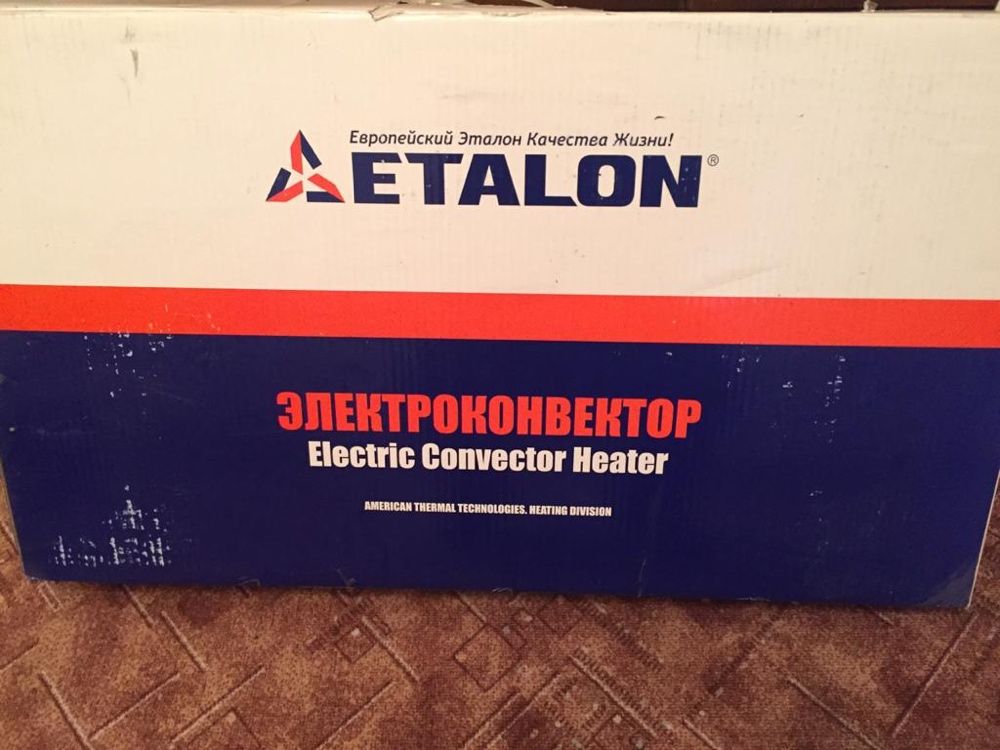 Европейский Эталон Качества Жизни!
ETALON®
ЭЛЕКТРОКОНВЕКТОР
Electric Convector Heater
AMERICAN THERMAL TECHNOLOGIES. HEATING DIVISION